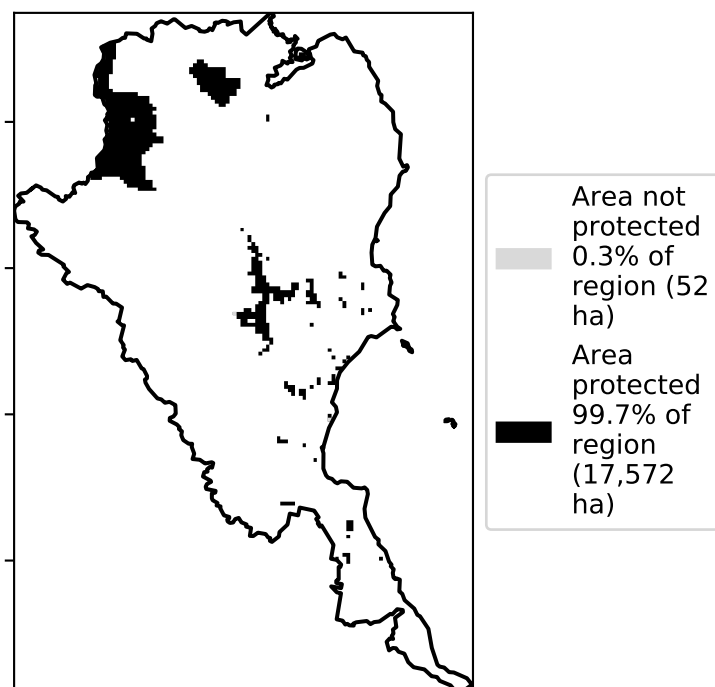 Area not
protected
0.3% of
region (52
ha)
Area
protected
99.7% of
region
(17,572
ha)